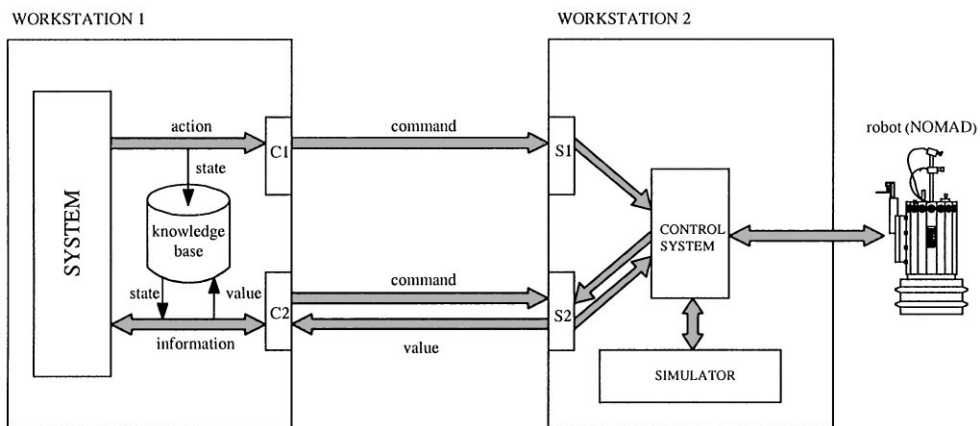 WORKSTATION 1
WORKSTATION 2
SYSTEM
action
C1
command
S1
robot (NOMAD)
state
knowledge
base
CONTROL
SYSTEM
state
value
command
C2
S2
information
value
SIMULATOR